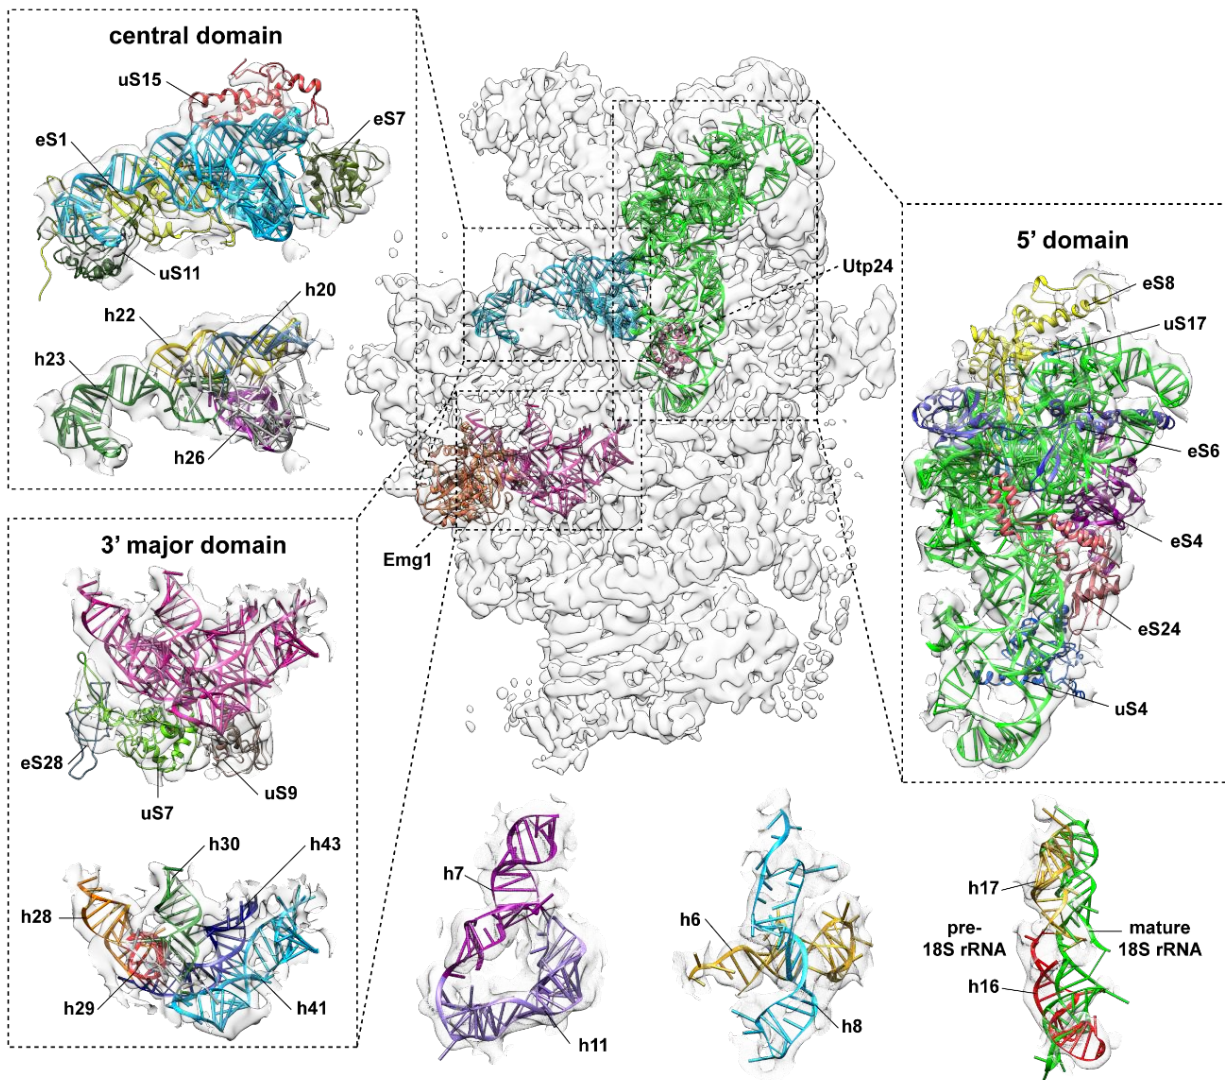 central domain
uS15
eS7
eS1
uS11
h20
h22
h23
h26
Utp24
Emg1
5’ domain
eS8
uS17
eS6
eS4
eS24
uS4
3’ major domain
eS28
uS9
uS7
h30
h43
h28
h29
h41
h7
h11
h6
h8
h17
pre-
18S rRNA
mature
18S rRNA
h16